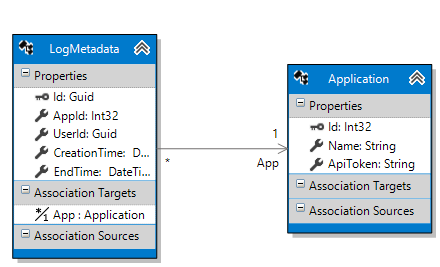 LogMetadata
Properties
Id: Guid
AppId: Int32
UserId: Guid
CreationTime: D...
EndTime: DateTi...
Association Targets
*/1 App : Application
Association Sources
1
*
App
Application
Properties
Id: Int32
Name: String
ApiToken: String
Association Targets
Association Sources